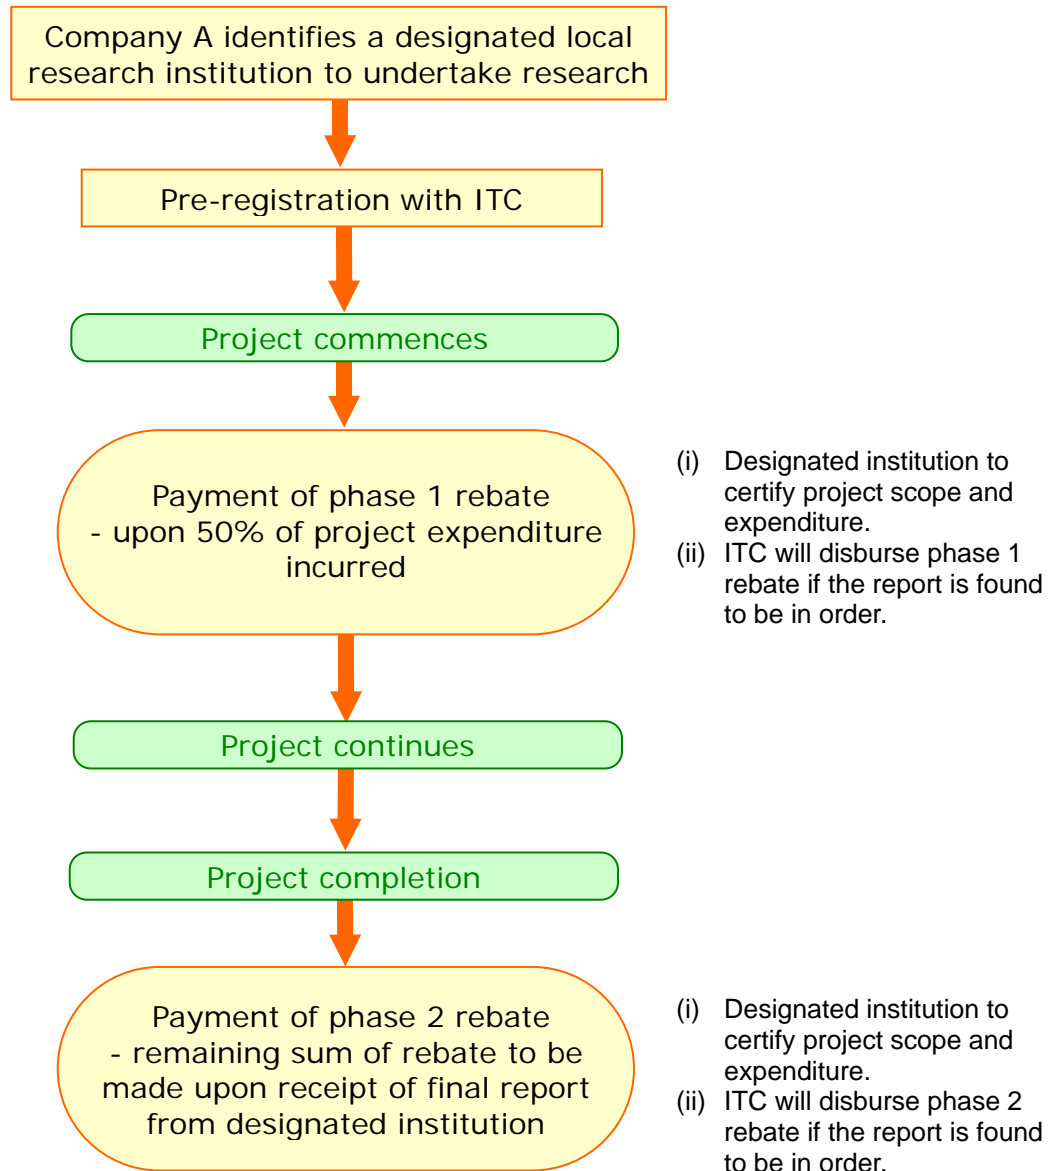 Company A identifies a designated local
research institution to undertake research
Pre-registration with ITC
Project commences
Payment of phase 1 rebate
- upon 50% of project expenditure
incurred
(i) Designated institution to
certify project scope and
expenditure.
(ii) ITC will disburse phase 1
rebate if the report is found
to be in order.
Project continues
Project completion
Payment of phase 2 rebate
- remaining sum of rebate to be
made upon receipt of final report
from designated institution
(i) Designated institution to
certify project scope and
expenditure.
(ii) ITC will disburse phase 2
rebate if the report is found
to be in order.